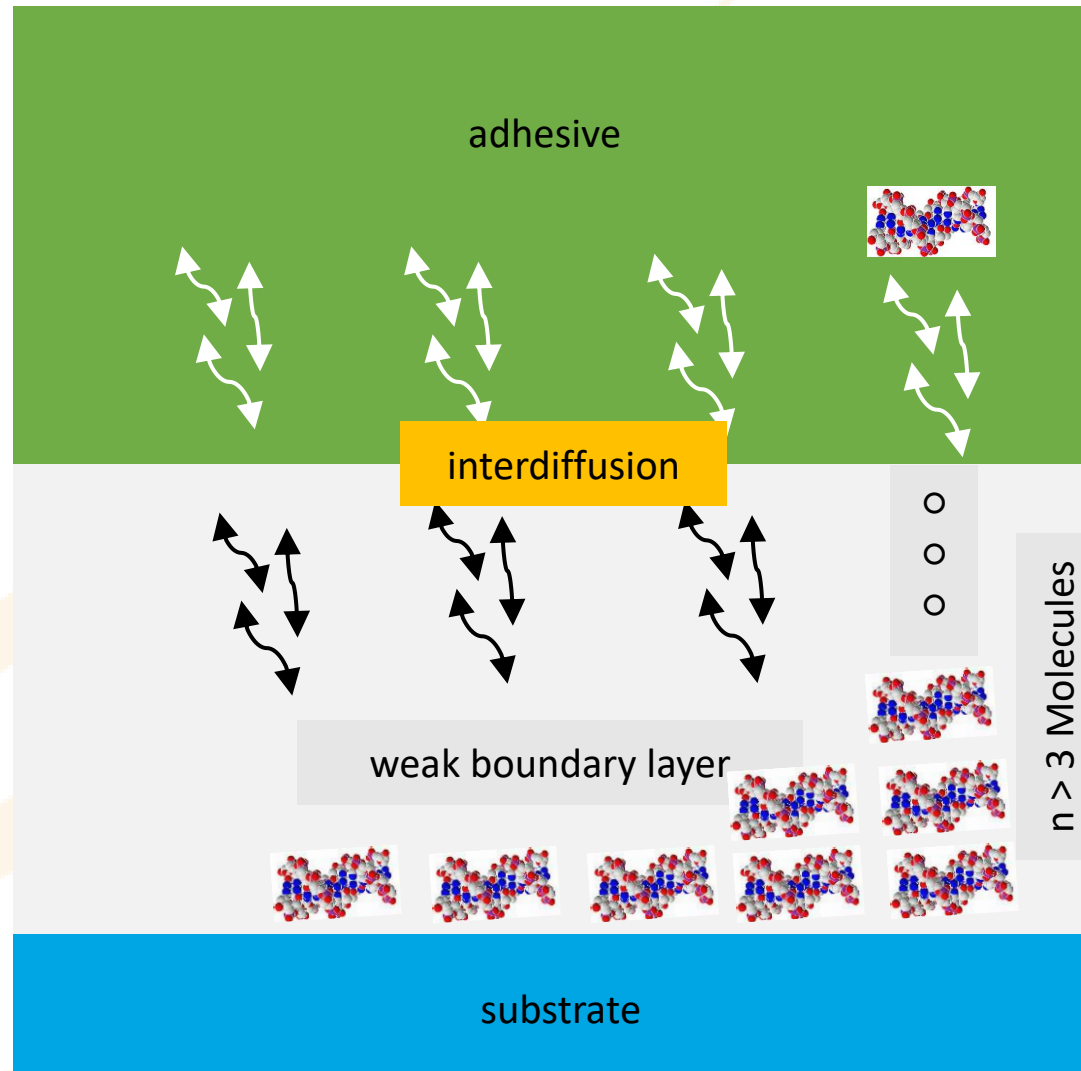 adhesive
interdiffusion
n > 3 Molecules
weak boundary layer
substrate